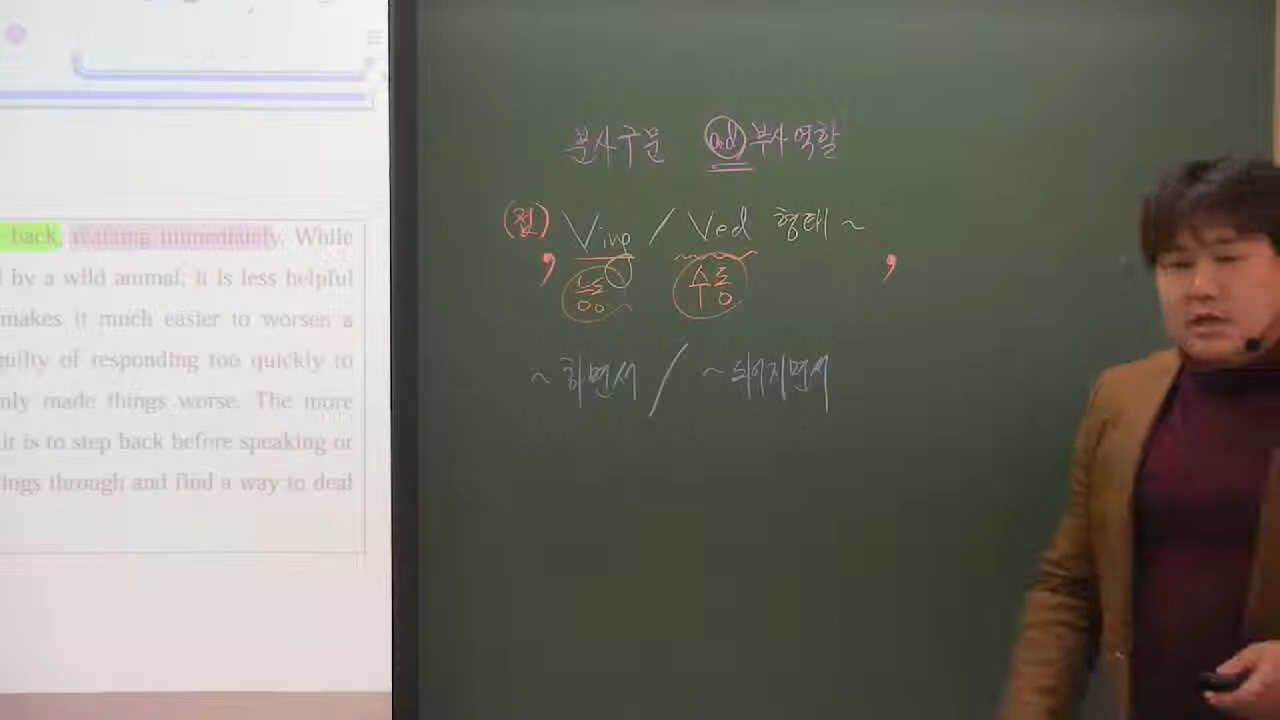 back, reacting immediately. While
by a wild animal, it is less helpful
makes it much easier to worsen a
guilty of responding too quickly to
only made things worse. The more
it is to step back before speaking or
ings through and find a way to deal
분사구문 ad 부사 역할
(접) Ving / Ved 형태 ~
, 능동 수동 ,
~ 하면서 / ~ 되어지면서